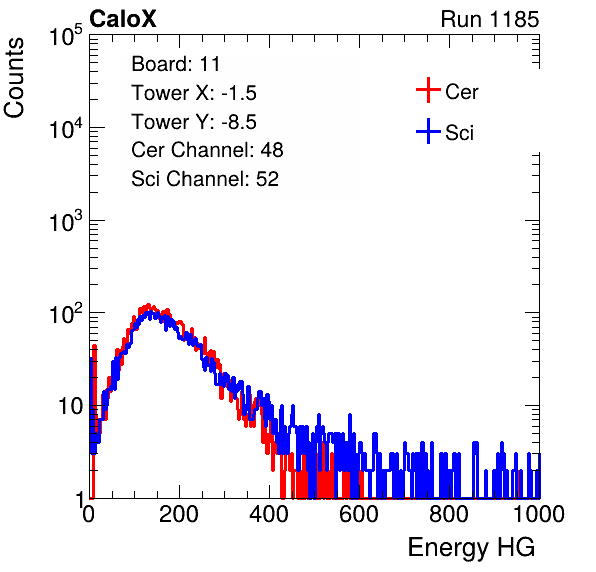 CaloX Run 1185
Counts
Board: 11
Tower X: -1.5
Tower Y: -8.5
Cer Channel: 48
Sci Channel: 52
Cer
Sci
10^5
10^4
10^3
10^2
10
1
0 200 400 600 800 1000
Energy HG